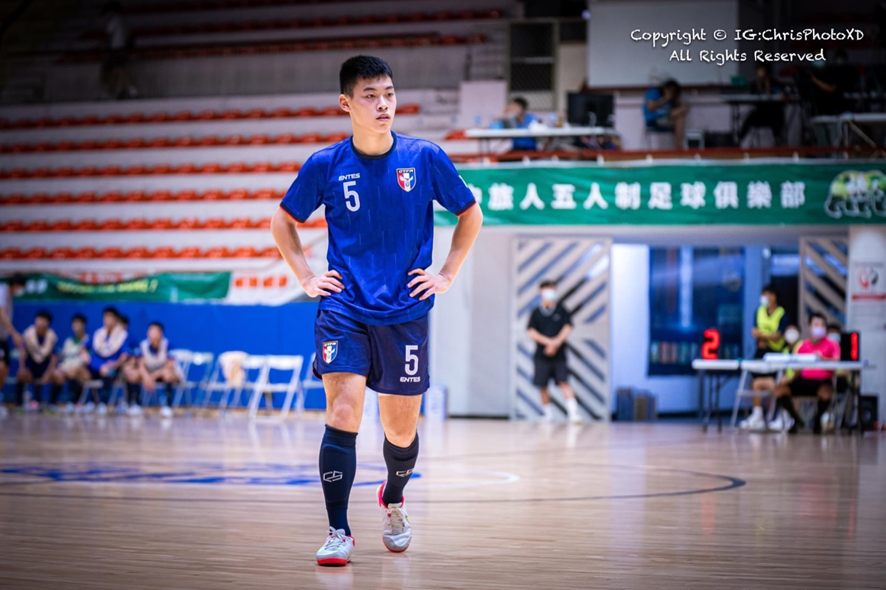 Copyright © IG:ChrisPhotoXD
All Rights Reserved
旅人五人制足球俱樂部
ENTES
5
5
ENTES
2
1